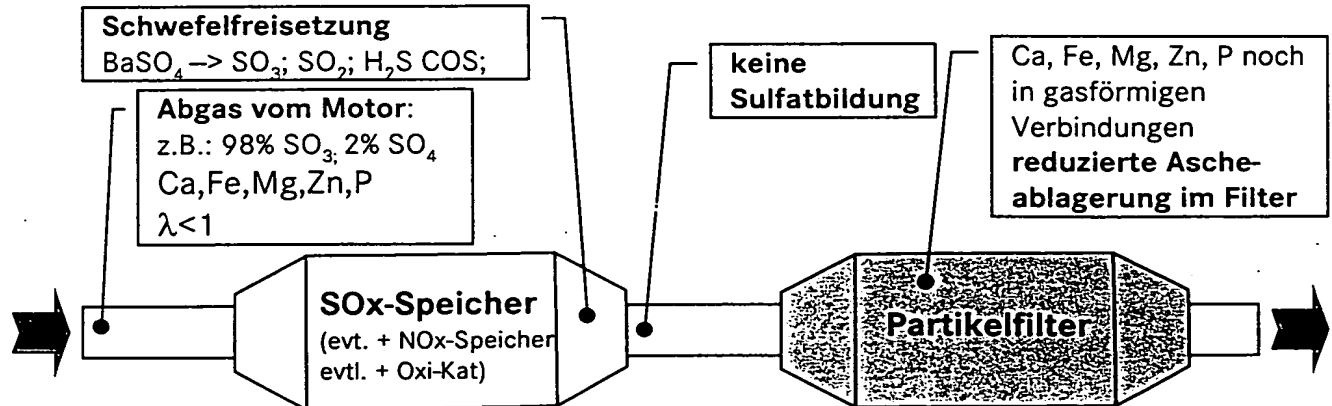 Schwefelfreisetzung
BaSO₄ —> SO₃; SO₂; H₂S COS;
Abgas vom Motor:
z.B.: 98% SO₃; 2% SO₄
Ca,Fe,Mg,Zn,P
λ<1
keine
Sulfatbildung
Ca, Fe, Mg, Zn, P noch
in gasförmigen
Verbindungen
reduzierte Asche-
ablagerung im Filter
SOx-Speicher
(evt. + NOx-Speicher
evtl. + Oxi-Kat)
Partikelfilter